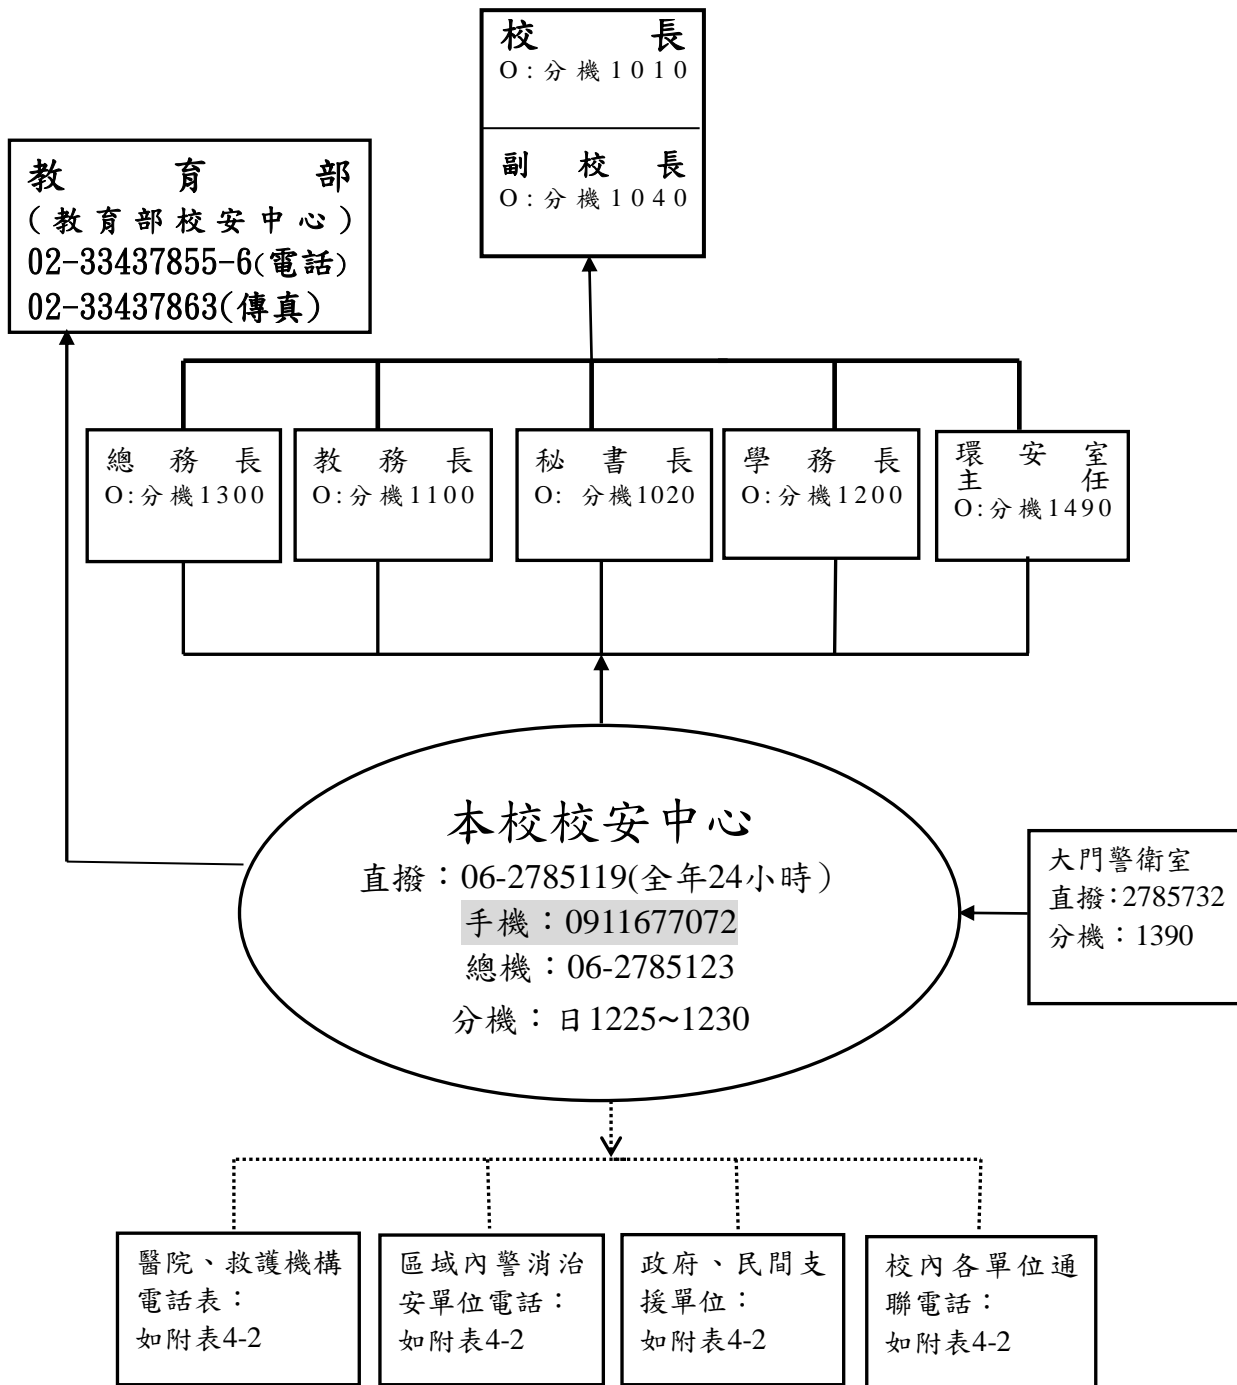 校長
O:分機1010
副校長
O:分機1040
教育部
(教育部校安中心)
02-33437855-6(電話)
02-33437863(傳真)
總務長
O:分機1300
教務長
O:分機1100
秘書長
O: 分機1020
學務長
O:分機1200
環安室
主任
O:分機1490
本校校安中心
直撥：06-2785119(全年24小時)
手機：0911677072
總機：06-2785123
分機：日1225~1230
大門警衛室
直撥:2785732
分機：1390
醫院、救護機構
電話表：
如附表4-2
區域內警消治
安單位電話：
如附表4-2
政府、民間支
援單位：
如附表4-2
校內各單位通
聯電話：
如附表4-2